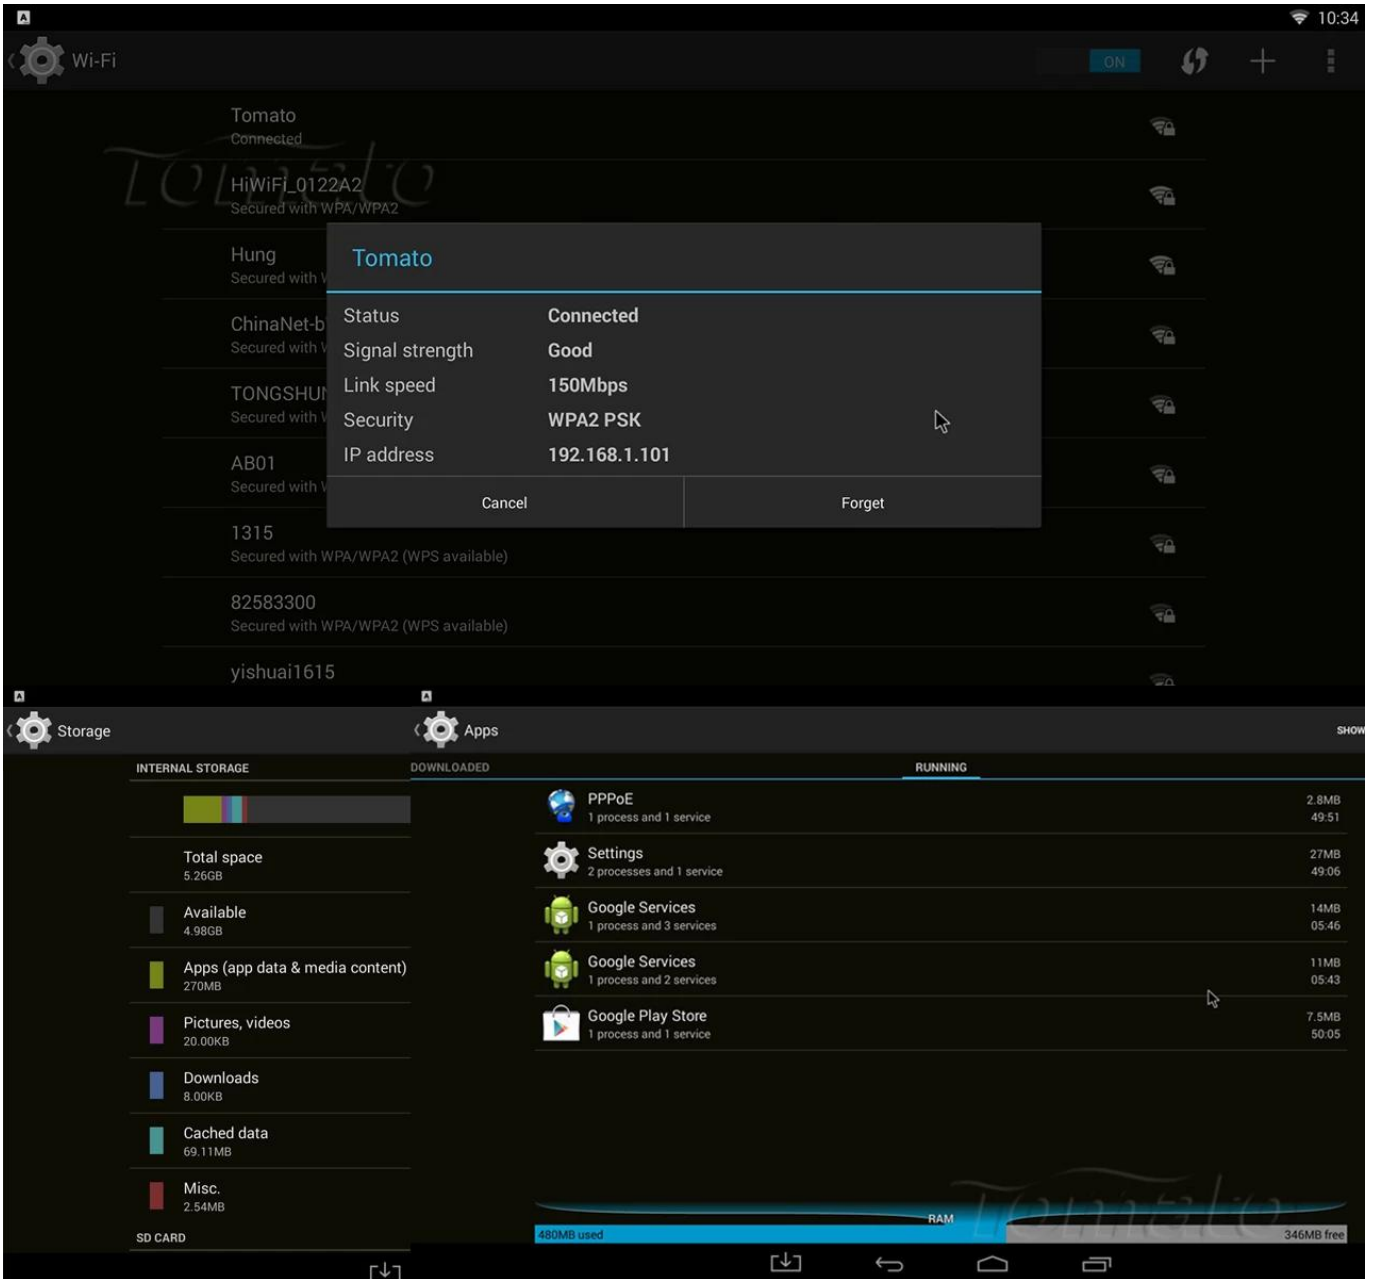 A
10:34
Wi-Fi
ON
Tomato
Connected
HiWiFi_0122A2
Secured with WPA/WPA2
Hung
Secured with
ChinaNet-b
Secured with
TONGSHUN
Secured with
AB01
Secured with
1315
Secured with WPA/WPA2 (WPS available)
82583300
Secured with WPA/WPA2 (WPS available)
yishuai1615
Tomato
Tomato
Status Connected
Signal strength Good
Link speed 150Mbps
Security WPA2 PSK
IP address 192.168.1.101
Cancel Forget
A
Storage
INTERNAL STORAGE
Total space
5.26GB
Available
4.98GB
Apps (app data & media content)
270MB
Pictures, videos
20.00KB
Downloads
8.00KB
Cached data
69.11MB
Misc.
2.54MB
SD CARD
A
Apps
SHOW
DOWNLOADED RUNNING
PPPoE 2.8MB
1 process and 1 service 49:51
Settings 27MB
2 processes and 1 service 49:06
Google Services 14MB
1 process and 3 services 05:46
Google Services 11MB
1 process and 2 services 05:43
Google Play Store 7.5MB
1 process and 1 service 50:05
Tomato
RAM
480MB used 346MB free